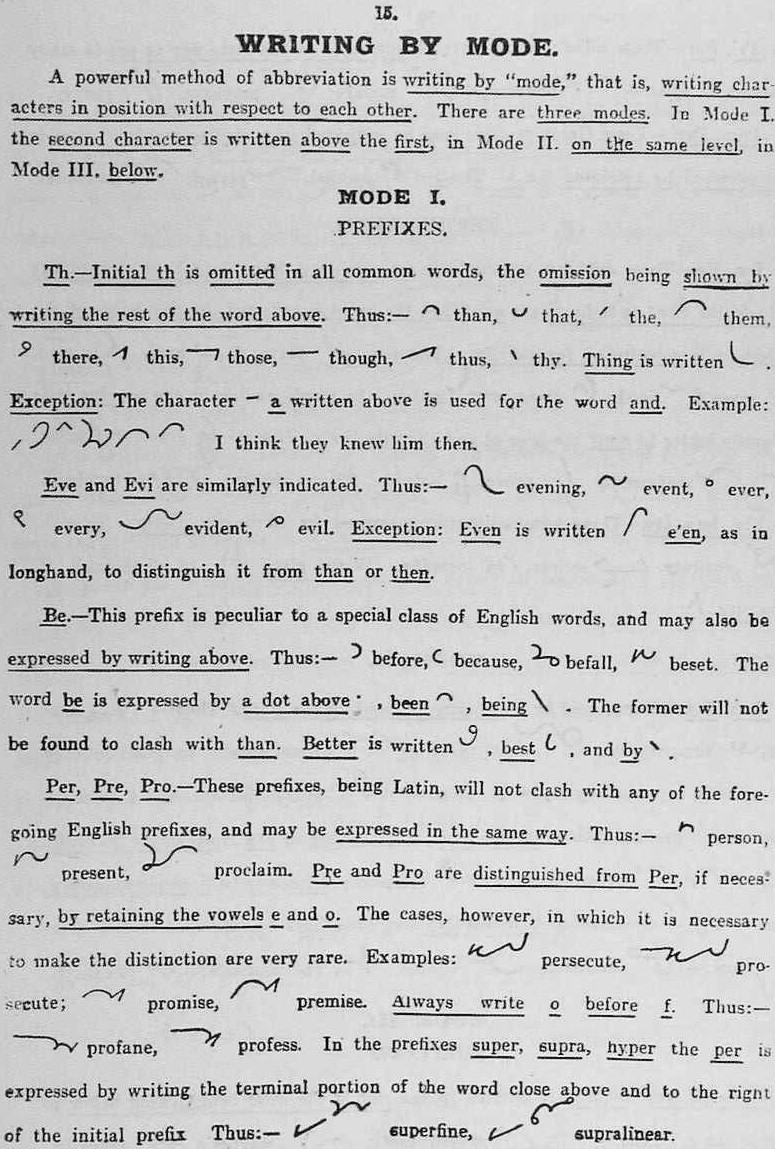 15.
WRITING BY MODE.
A powerful method of abbreviation is writing by "mode," that is, writing char-
acters in position with respect to each other. There are three modes. In Mode I.
the second character is written above the first, in Mode II. on the same level, in
Mode III. below.
MODE I.
PREFIXES.
Th.—Initial th is omitted in all common words, the omission being shown by
writing the rest of the word above. Thus:— than, that, the, them,
there, this, those, though, thus, thy. Thing is written .
Exception: The character a written above is used for the word and. Example:
I think they knew him then.
Eve and Evi are similarly indicated. Thus:— evening, event, ever,
every, evident, evil. Exception: Even is written e'en, as in
longhand, to distinguish it from than or then.
Be.—This prefix is peculiar to a special class of English words, and may also be
expressed by writing above. Thus:— before, because, befall, beset. The
word be is expressed by a dot above , been , being . The former will not
be found to clash with than. Better is written , best , and by .
Per, Pre, Pro.—These prefixes, being Latin, will not clash with any of the fore-
going English prefixes, and may be expressed in the same way. Thus:— person,
present, proclaim. Pre and Pro are distinguished from Per, if neces-
sary, by retaining the vowels e and o. The cases, however, in which it is necessary
to make the distinction are very rare. Examples: persecute, pro-
secute; promise, premise. Always write o before f. Thus:—
profane, profess. In the prefixes super, supra, hyper the per is
expressed by writing the terminal portion of the word close above and to the right
of the initial prefix Thus:— superfine, supralinear.